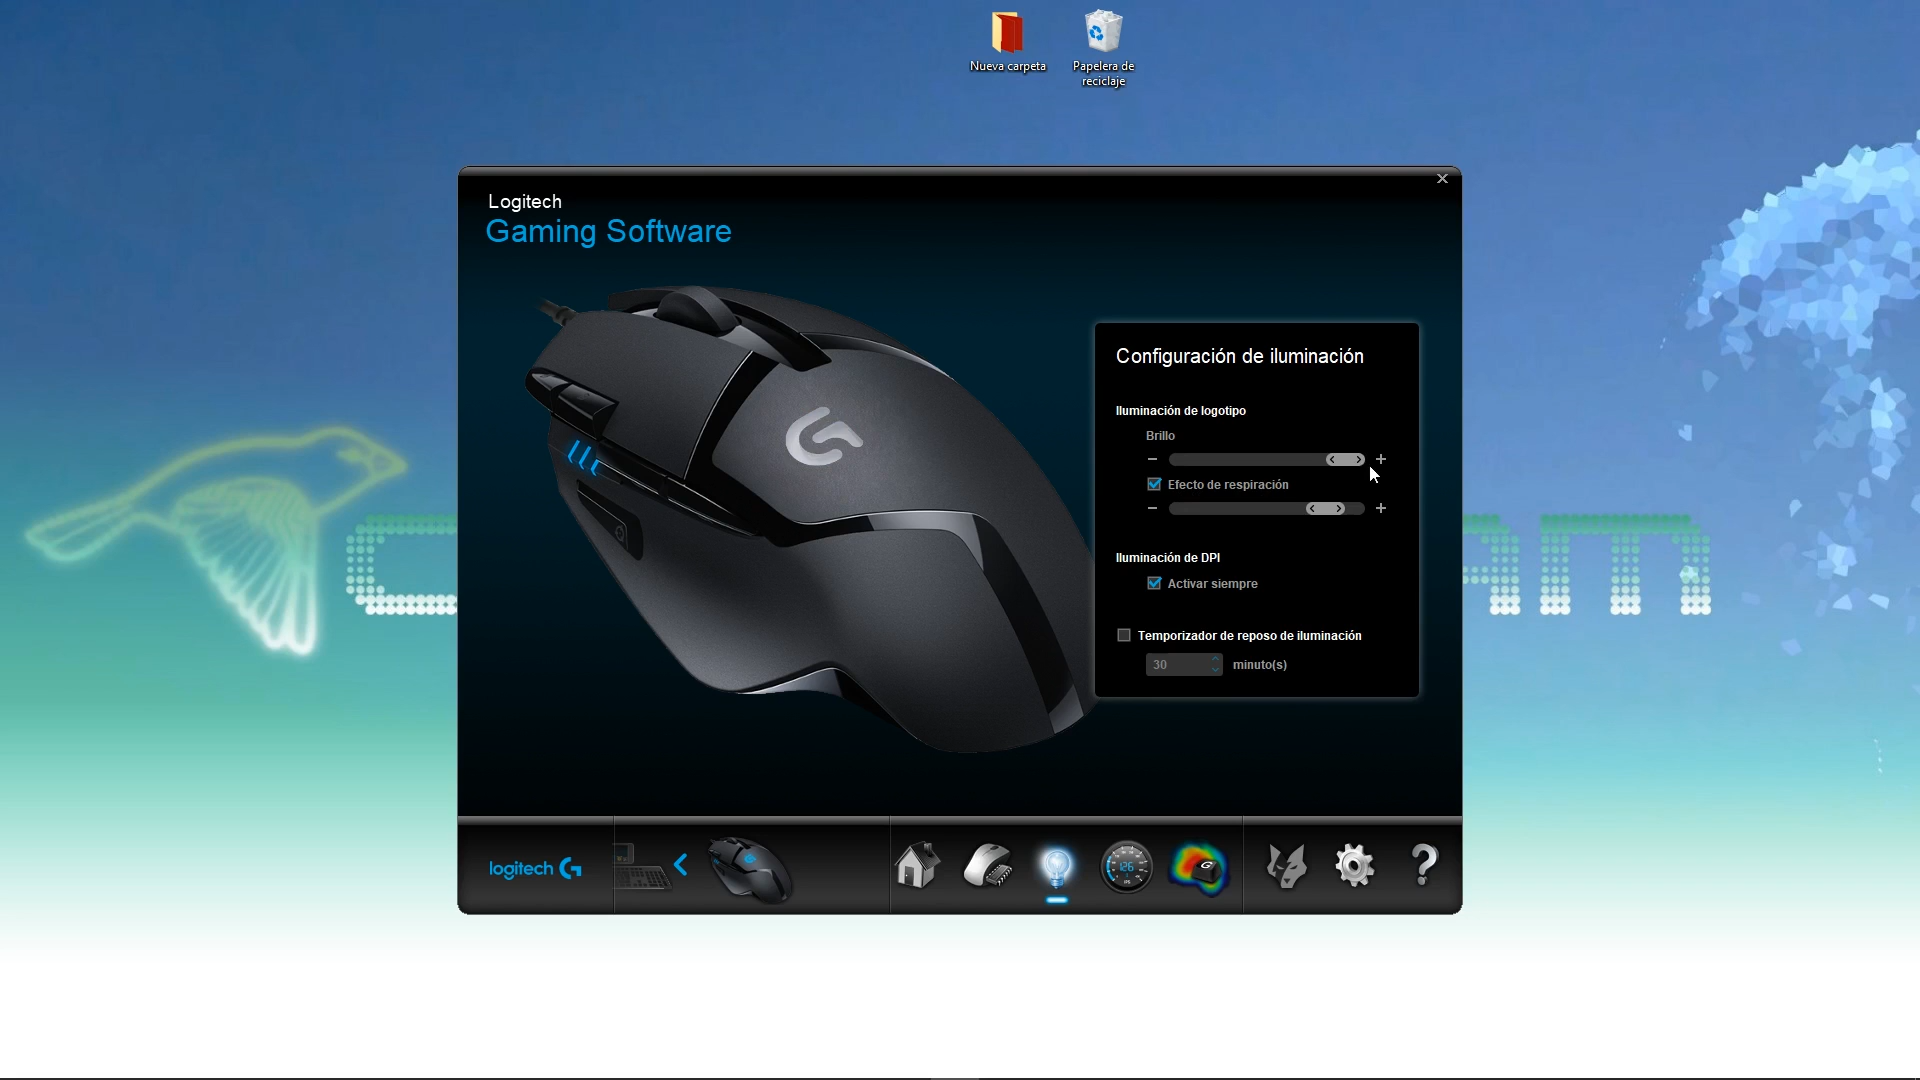 Nueva carpeta
Papelera de
reciclaje
Logitech
Gaming Software
Configuración de iluminación
Iluminación de logotipo
Brillo
Efecto de respiración
Iluminación de DPI
Activar siempre
Temporizador de reposo de iluminación
30 minuto(s)
logitech G
126